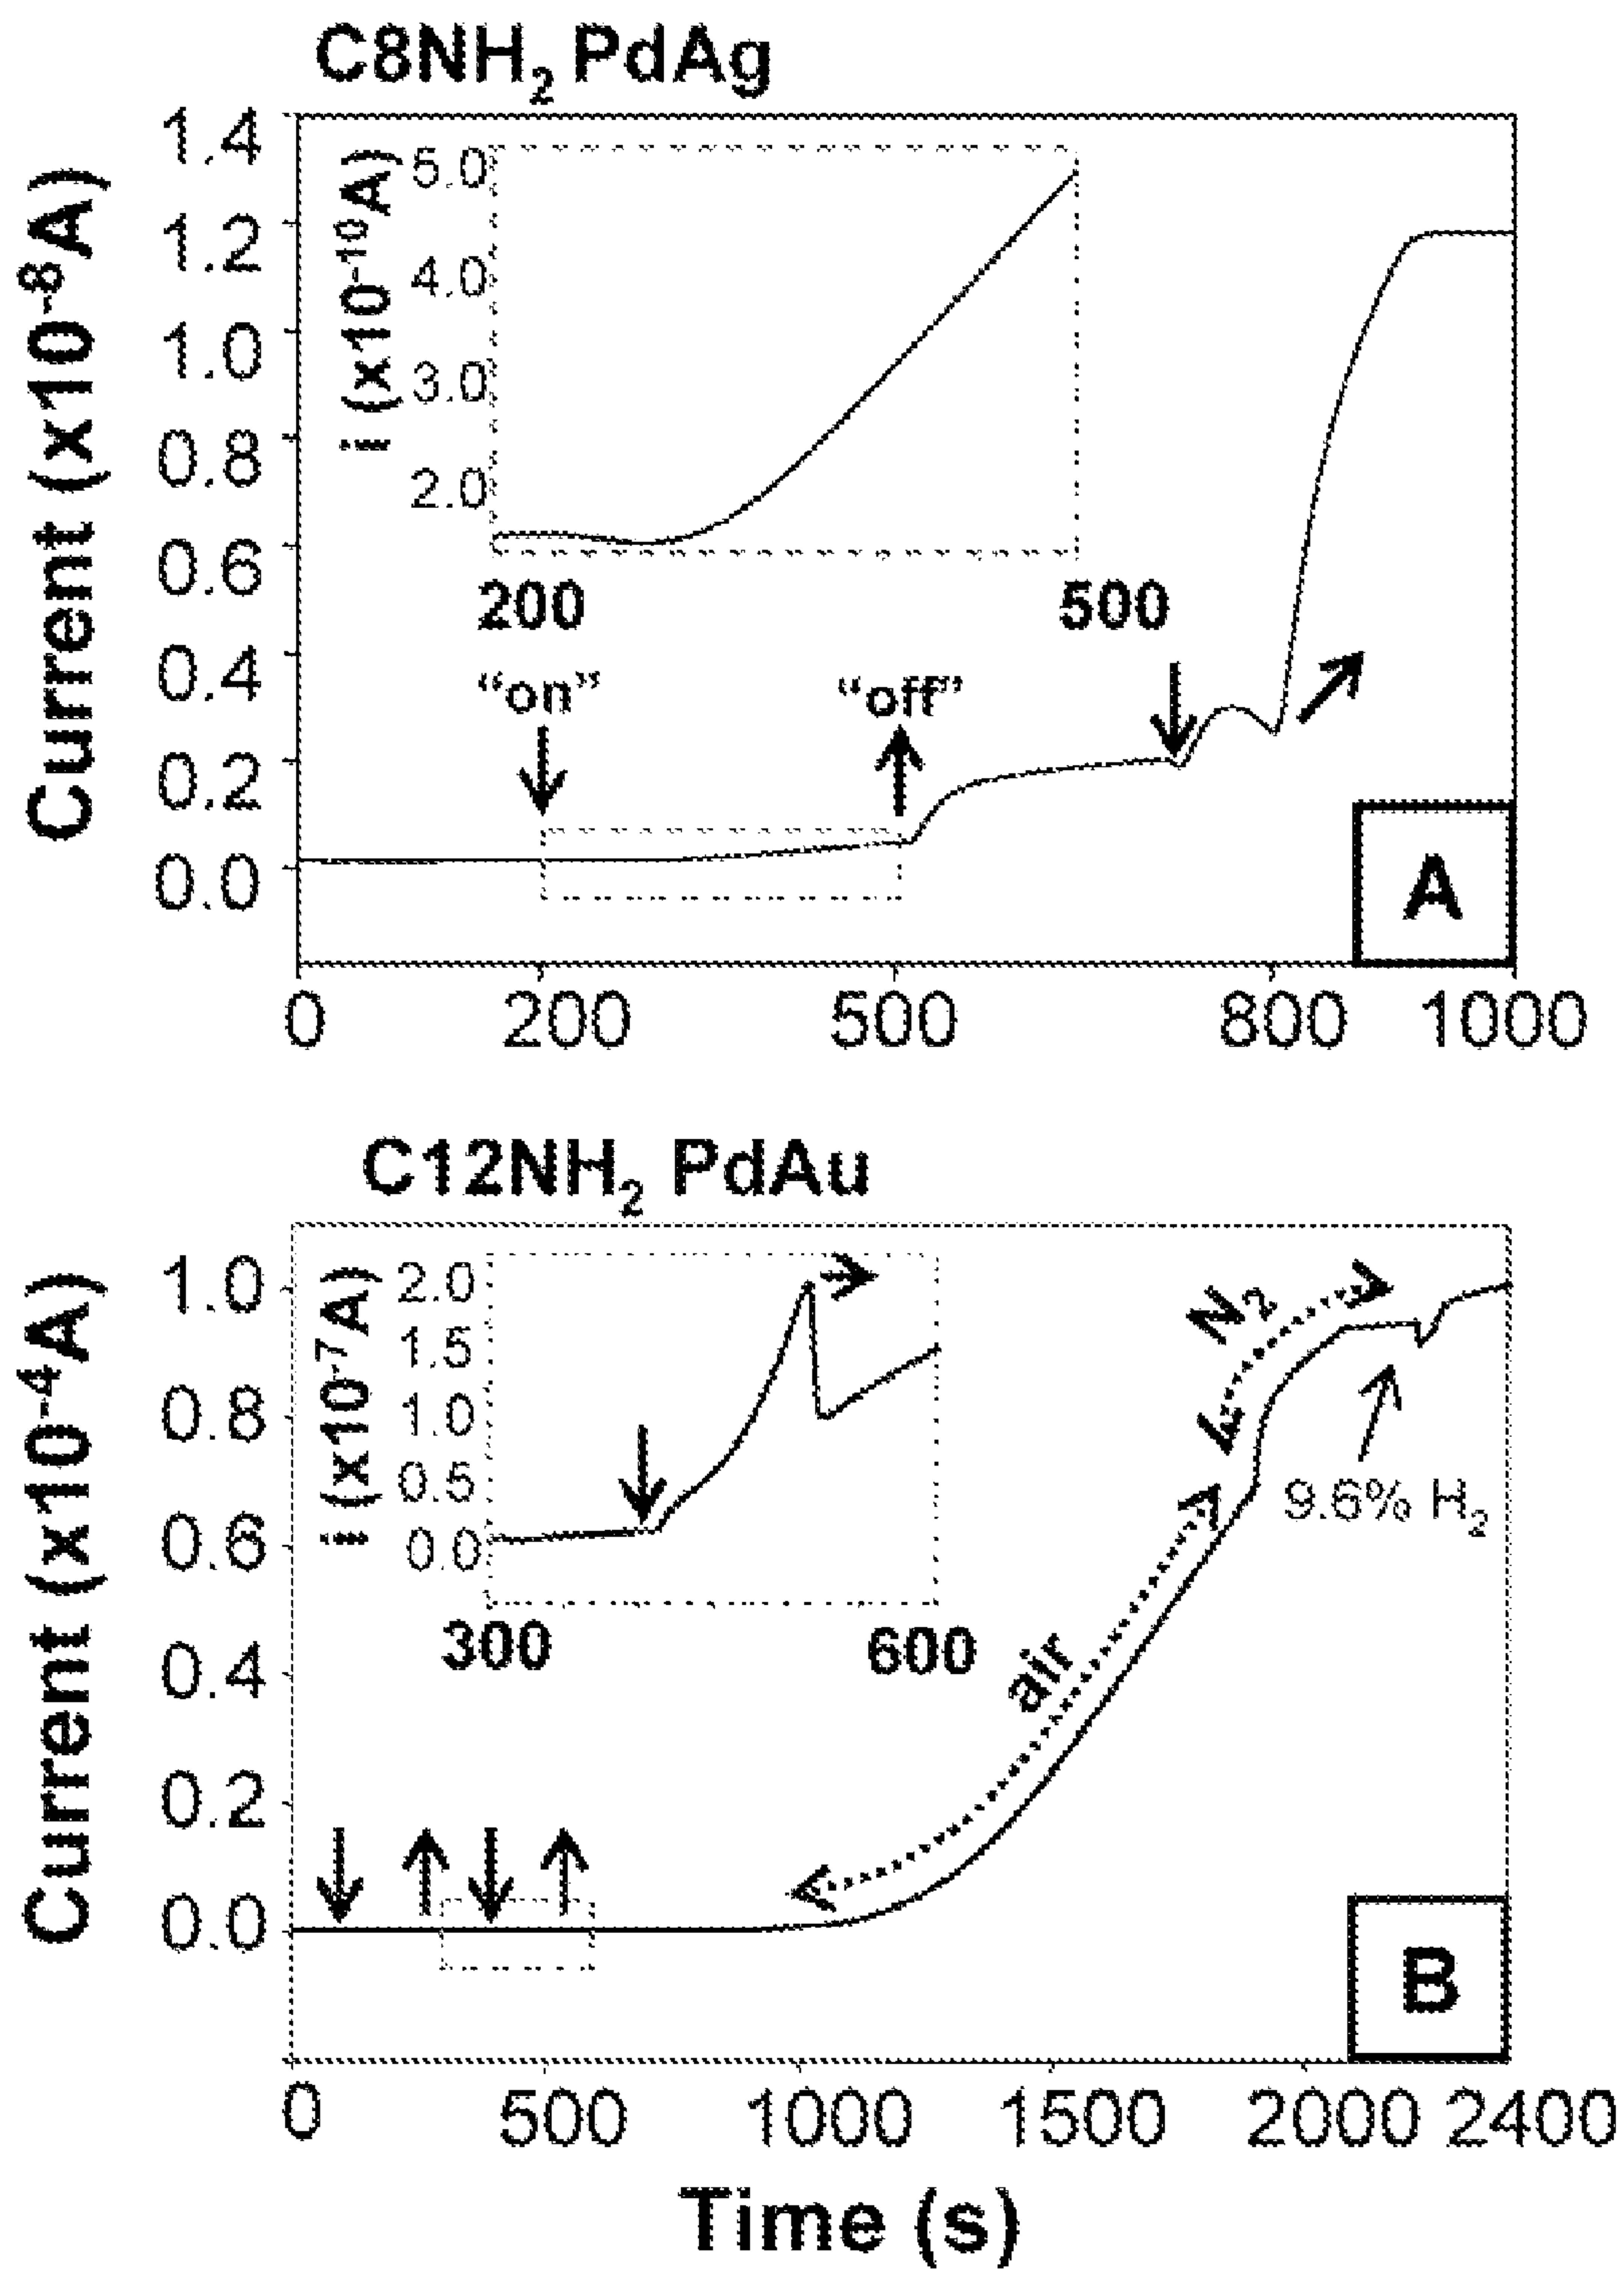 C8NH₂ PdAg
Current (x10⁻⁸A)
1.4
1.2
1.0
0.8
0.6
0.4
0.2
0.0
i (x10⁻¹⁰A)
5.0
4.0
3.0
2.0
200
500
“on”
“off”
A
0
200
500
800
1000
C12NH₂ PdAu
Current (x10⁻⁴A)
1.0
0.8
0.6
0.4
0.2
0.0
i (x10⁻⁷A)
2.0
1.5
1.0
0.5
0.0
300
600
N₂
9.6% H₂
air
B
0
500
1000
1500
2000
2400
Time (s)